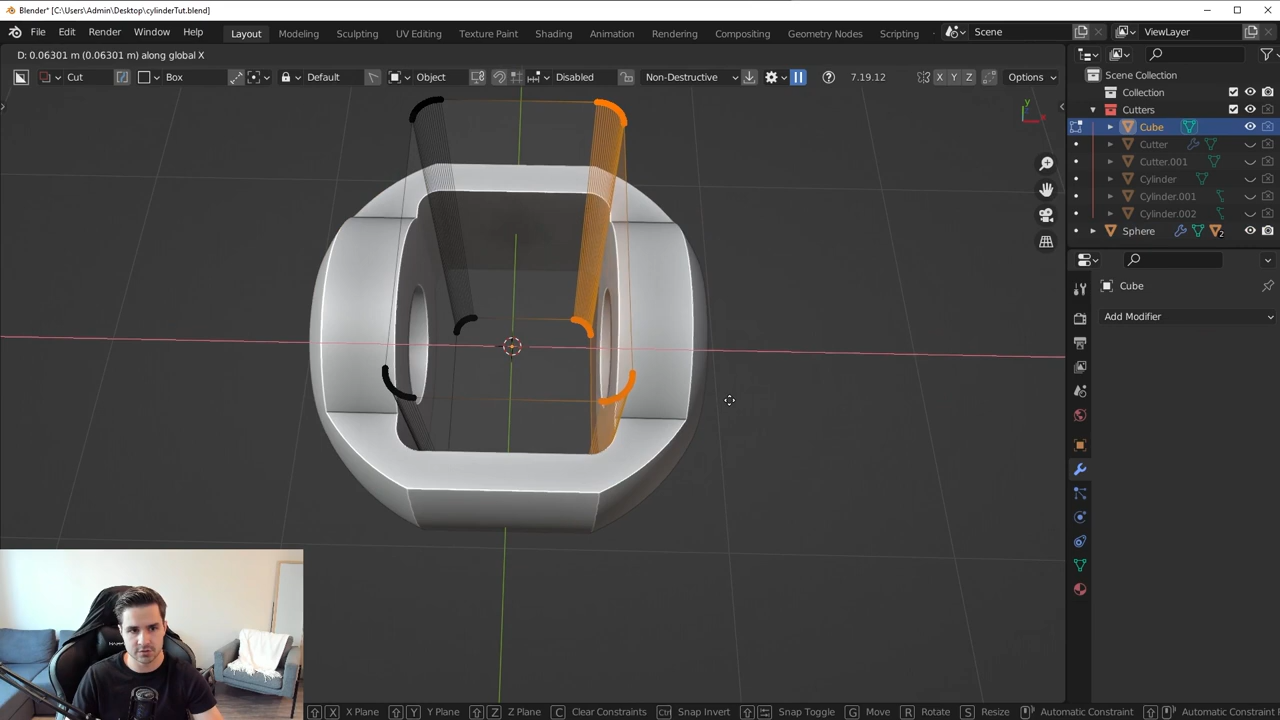 Blender* [C:\Users\Admin\Desktop\cylinderTut.blend]
File Edit Render Window Help Layout Modeling Sculpting UV Editing Texture Paint Shading Animation Rendering Compositing Geometry Nodes Scripting Scene ViewLayer
D: 0.06301 m (0.06301 m) along global X
Cut Box Default Object Disabled Non-Destructive 7.19.12 X Y Z Options
Scene Collection
Collection
Cutters
Cube
Cutter
Cutter.001
Cylinder
Cylinder.001
Cylinder.002
Sphere 2
y
Cube
Add Modifier
X X Plane Y Y Plane Z Z Plane C Clear Constraints Ctrl Snap Invert Snap Toggle G Move R Rotate S Resize Automatic Constraint Automatic Constraint